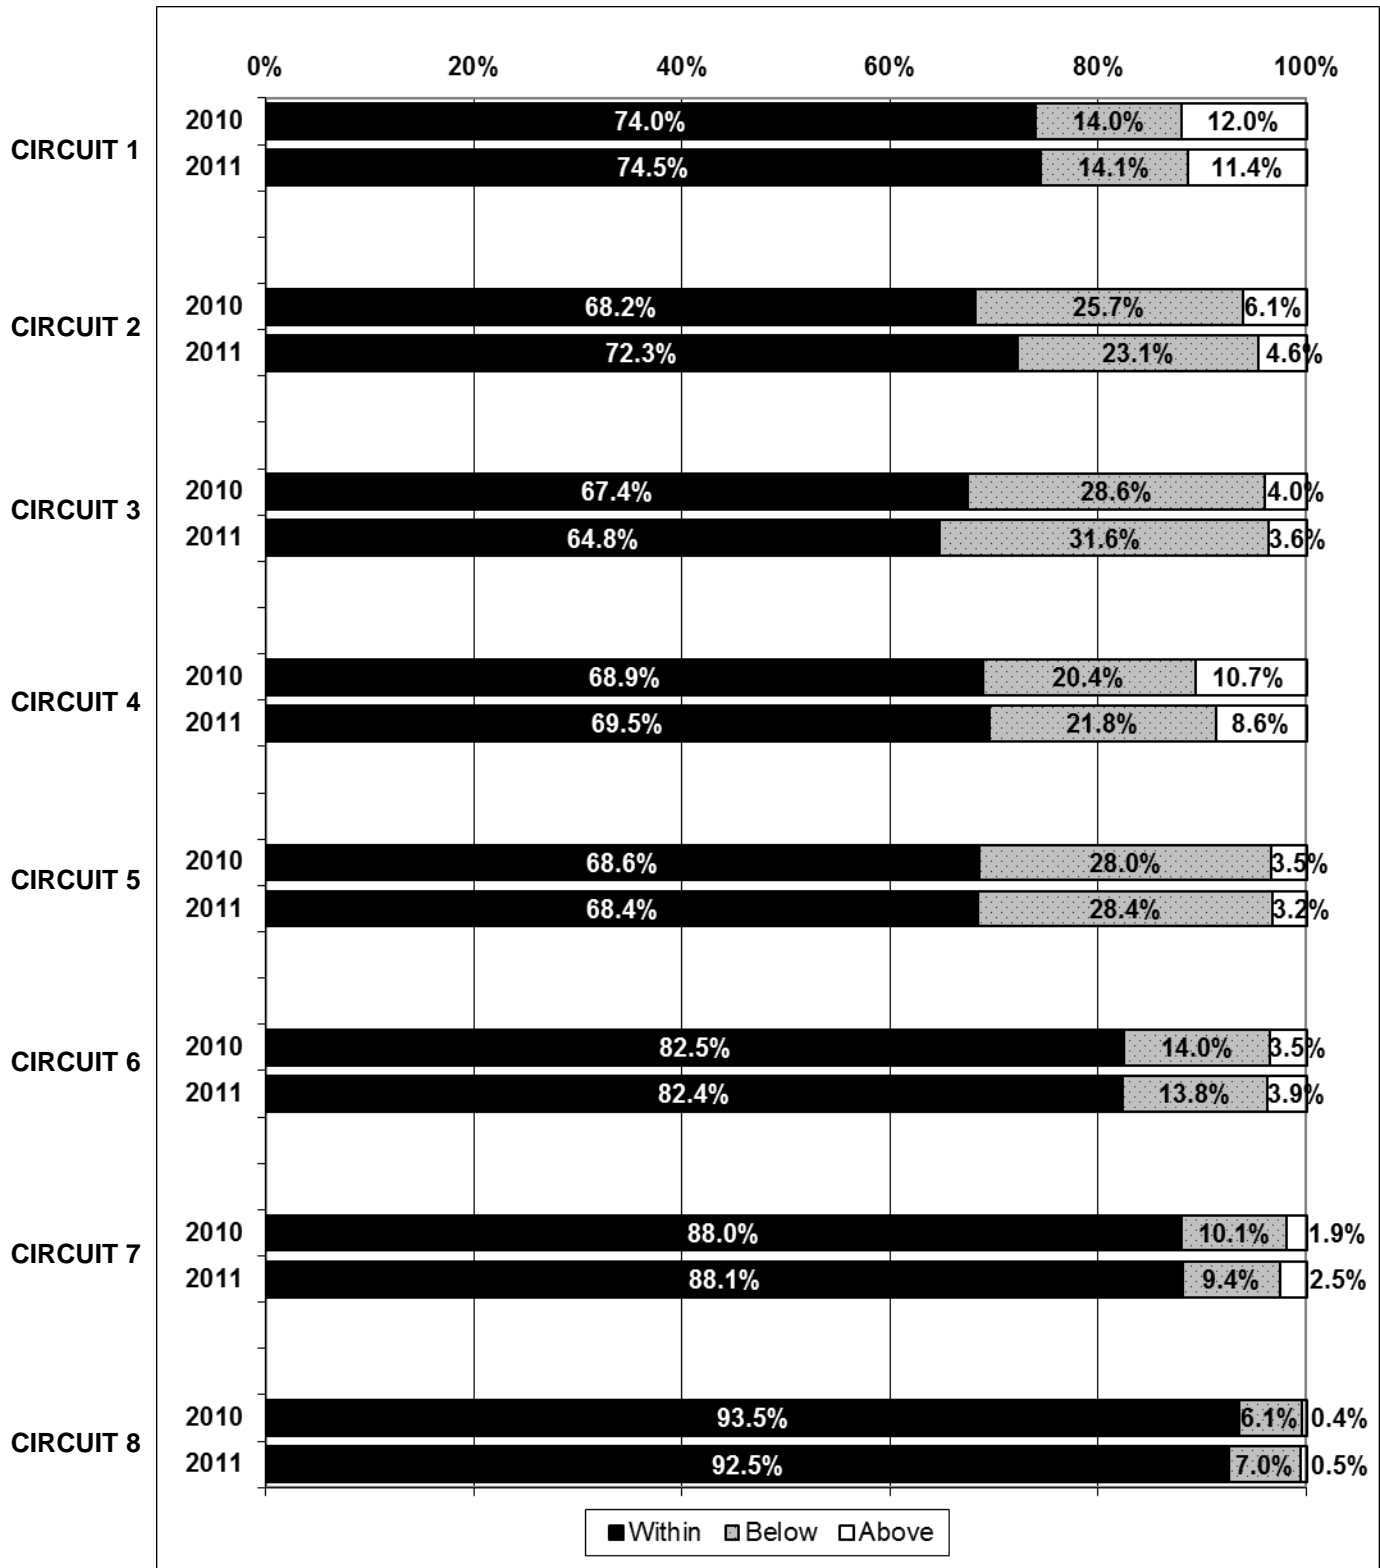 0% 20% 40% 60% 80% 100%
CIRCUIT 1
2010 74.0% 14.0% 12.0%
2011 74.5% 14.1% 11.4%
CIRCUIT 2
2010 68.2% 25.7% 6.1%
2011 72.3% 23.1% 4.6%
CIRCUIT 3
2010 67.4% 28.6% 4.0%
2011 64.8% 31.6% 3.6%
CIRCUIT 4
2010 68.9% 20.4% 10.7%
2011 69.5% 21.8% 8.6%
CIRCUIT 5
2010 68.6% 28.0% 3.5%
2011 68.4% 28.4% 3.2%
CIRCUIT 6
2010 82.5% 14.0% 3.5%
2011 82.4% 13.8% 3.9%
CIRCUIT 7
2010 88.0% 10.1% 1.9%
2011 88.1% 9.4% 2.5%
CIRCUIT 8
2010 93.5% 6.1% 0.4%
2011 92.5% 7.0% 0.5%
Within Below Above